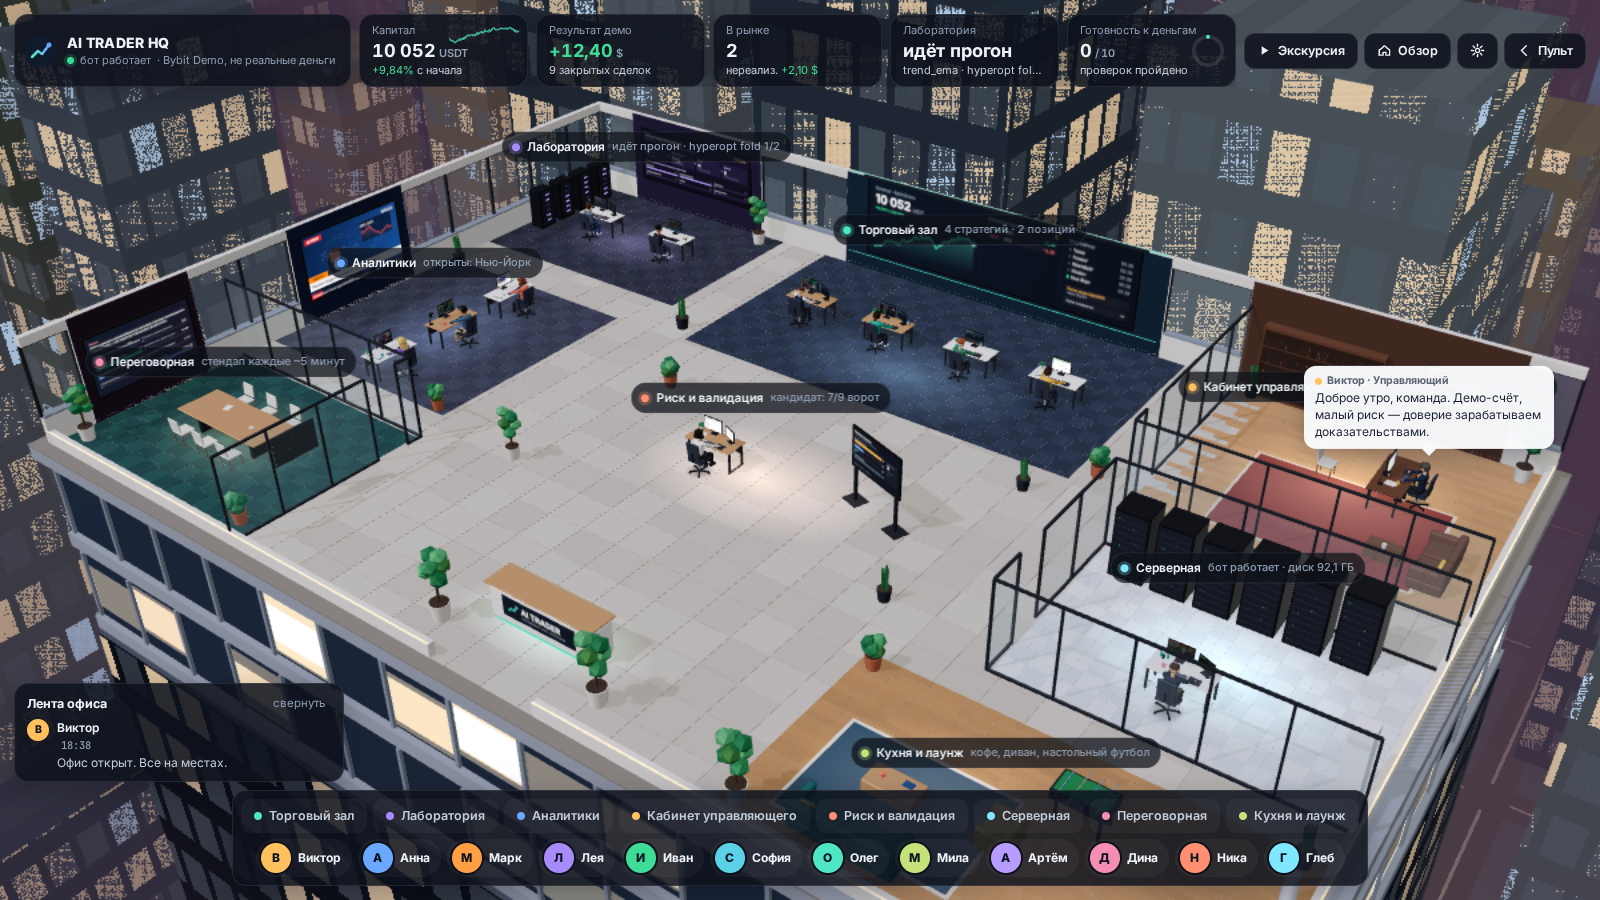 AI TRADER HQ
бот работает · Bybit Demo, не реальные деньги
Капитал
10 052 USDT
+9,84% с начала
Результат демо
+12,40 $
9 закрытых сделок
В рынке
2
нереализ. +2,10 $
Лаборатория
идёт прогон
trend_ema · hyperopt fol...
Готовность к деньгам
0 / 10
проверок пройдено
Экскурсия
Обзор
Пульт
Лаборатория идёт прогон · hyperopt fold 1/2
10 052
Торговый зал 4 стратегий · 2 позиций
Аналитики открыты: Нью-Йорк
Переговорная стендап каждые ~5 минут
Риск и валидация кандидат: 7/9 ворот
Кабинет управля
Виктор · Управляющий
Доброе утро, команда. Демо-счёт,
малый риск — доверие зарабатываем
доказательствами.
Серверная бот работает · диск 92,1 ГБ
AI TRADER
Лента офиса
свернуть
В
Виктор
18:38
Офис открыт. Все на местах.
Кухня и лаунж кофе, диван, настольный футбол
Торговый зал
Лаборатория
Аналитики
Кабинет управляющего
Риск и валидация
Серверная
Переговорная
Кухня и лаунж
В Виктор
А Анна
М Марк
Л Лея
И Иван
С София
О Олег
М Мила
А Артём
Д Дина
Н Ника
Г Глеб